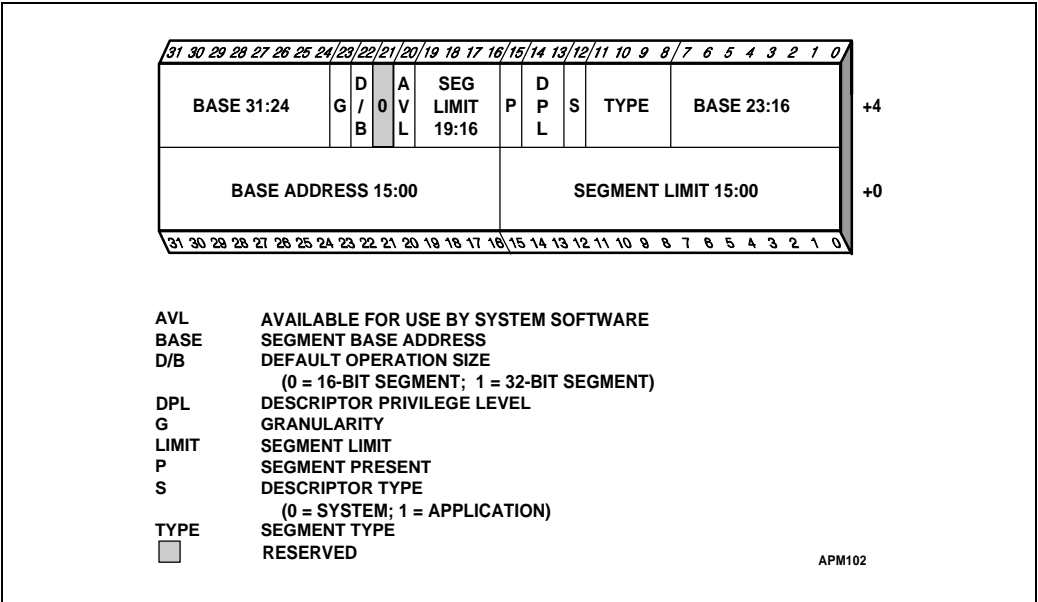 31 30 29 28 27 26 25 24 23 22 21 20 19 18 17 16 15 14 13 12 11 10 9 8 7 6 5 4 3 2 1 0
BASE 31:24 G D/B 0 AVL SEG LIMIT 19:16 P DPL S TYPE BASE 23:16 +4
BASE ADDRESS 15:00 SEGMENT LIMIT 15:00 +0
31 30 29 28 27 26 25 24 23 22 21 20 19 18 17 16 15 14 13 12 11 10 9 8 7 6 5 4 3 2 1 0
AVL AVAILABLE FOR USE BY SYSTEM SOFTWARE
BASE SEGMENT BASE ADDRESS
D/B DEFAULT OPERATION SIZE
(0 = 16-BIT SEGMENT; 1 = 32-BIT SEGMENT)
DPL DESCRIPTOR PRIVILEGE LEVEL
G GRANULARITY
LIMIT SEGMENT LIMIT
P SEGMENT PRESENT
S DESCRIPTOR TYPE
(0 = SYSTEM; 1 = APPLICATION)
TYPE SEGMENT TYPE
RESERVED
APM102